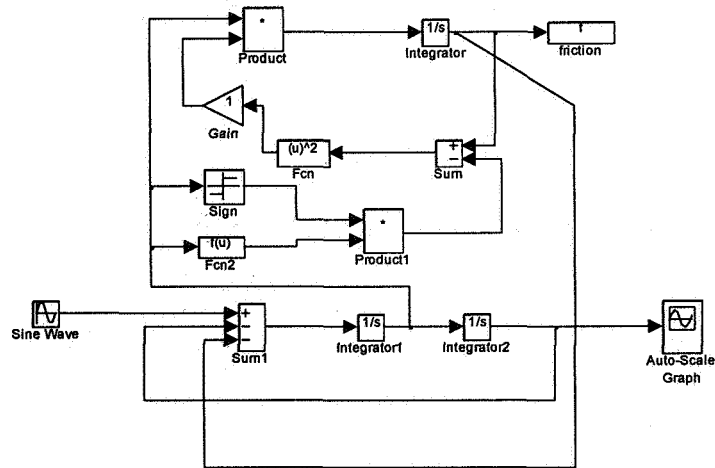 *
Product
1/s
Integrator
f
friction
1
Gain
(u)^2
Fcn
+
−
Sum
Sign
*
Product1
f(u)
Fcn2
Sine Wave
+
−
−
Sum1
1/s
Integrator1
1/s
Integrator2
Auto-Scale
Graph